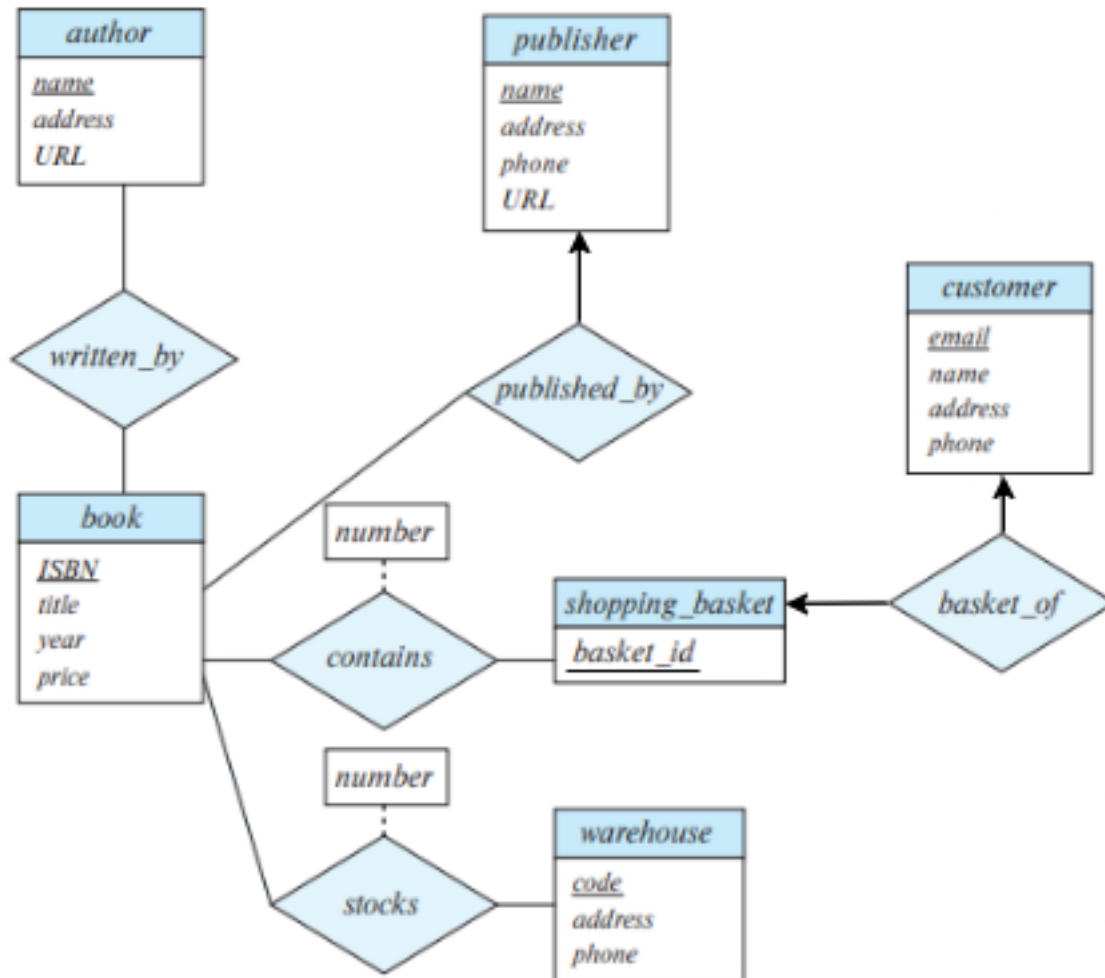 author
name
address
URL
publisher
name
address
phone
URL
customer
email
name
address
phone
written_by
published_by
book
ISBN
title
year
price
number
contains
shopping_basket
basket_id
basket_of
number
stocks
warehouse
code
address
phone